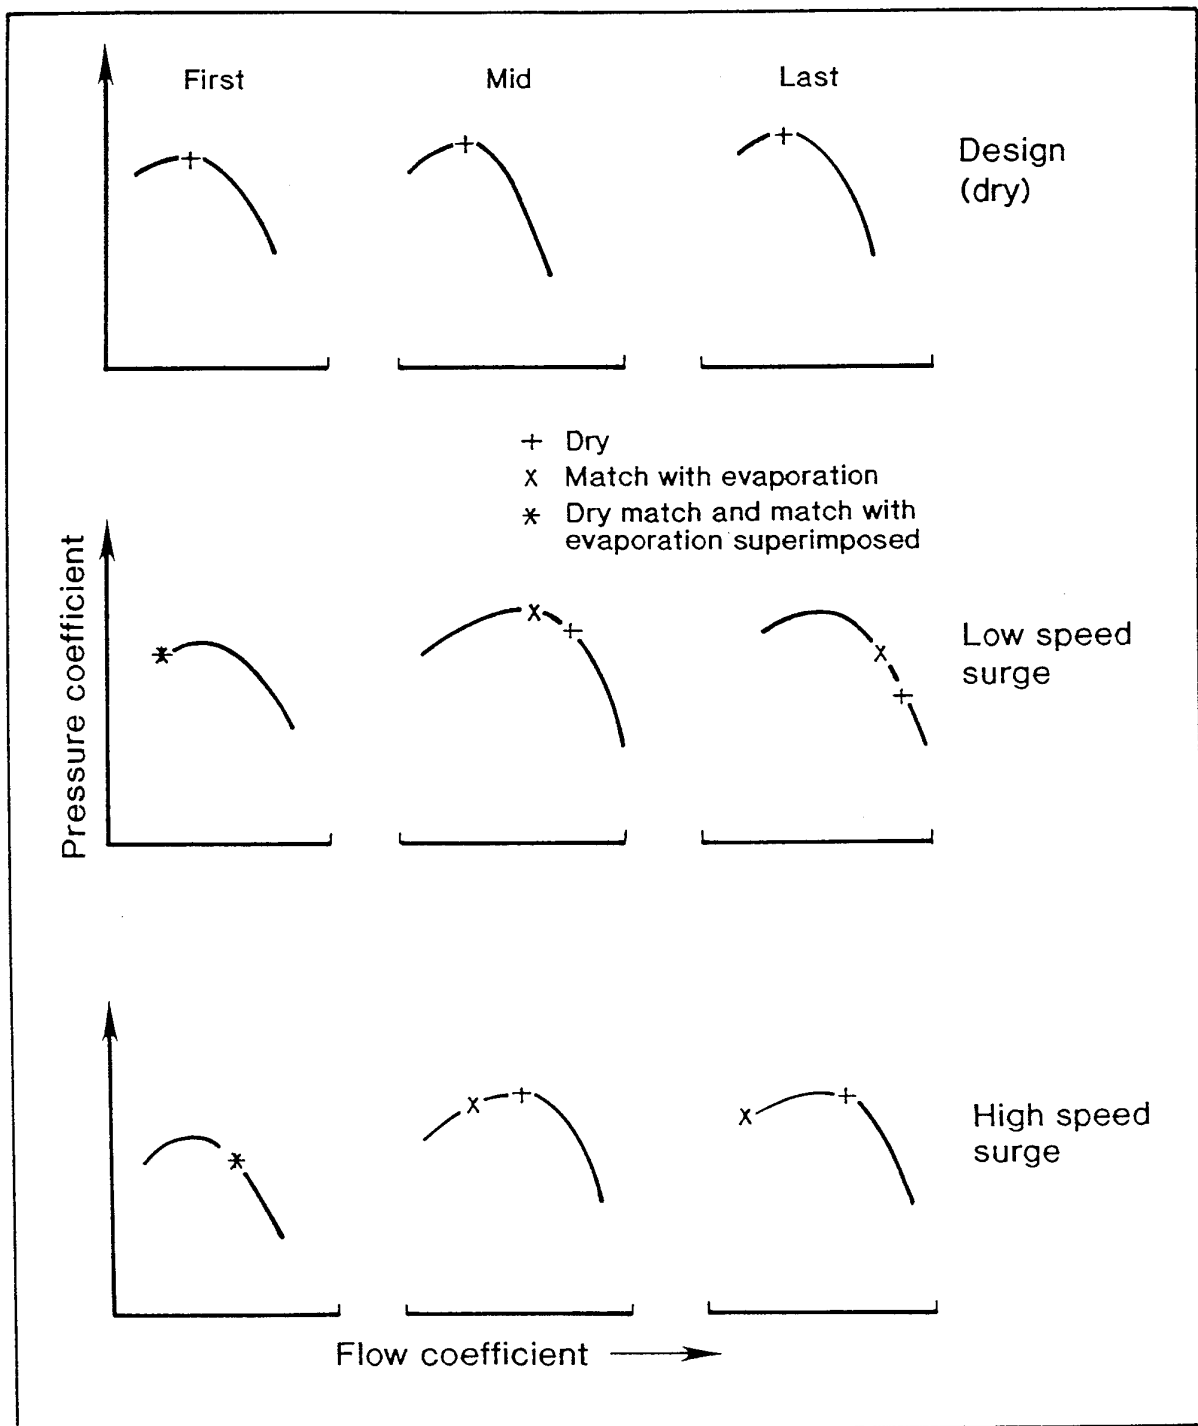 First
Mid
Last
Design
(dry)
+ Dry
x Match with evaporation
* Dry match and match with
evaporation superimposed
Pressure coefficient
Low speed
surge
High speed
surge
Flow coefficient